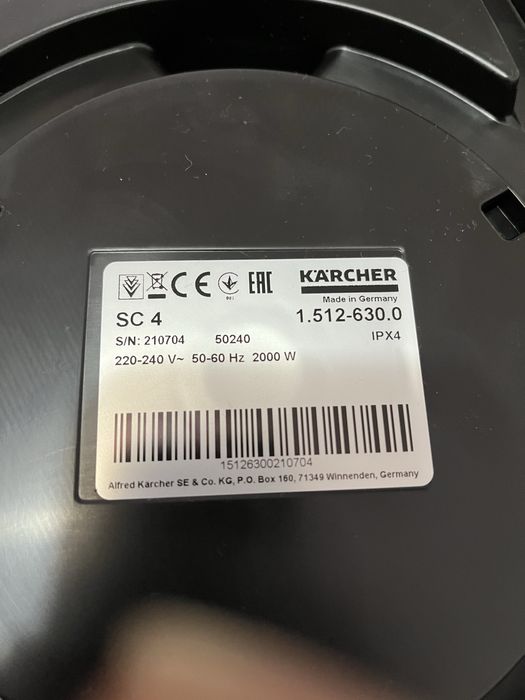 CE EAC KÄRCHER
Made in Germany
SC 4 1.512-630.0
S/N: 210704 50240 IPX4
220-240 V~ 50-60 Hz 2000 W
15126300210704
Alfred Kärcher SE & Co. KG, P.O. Box 160, 71349 Winnenden, Germany